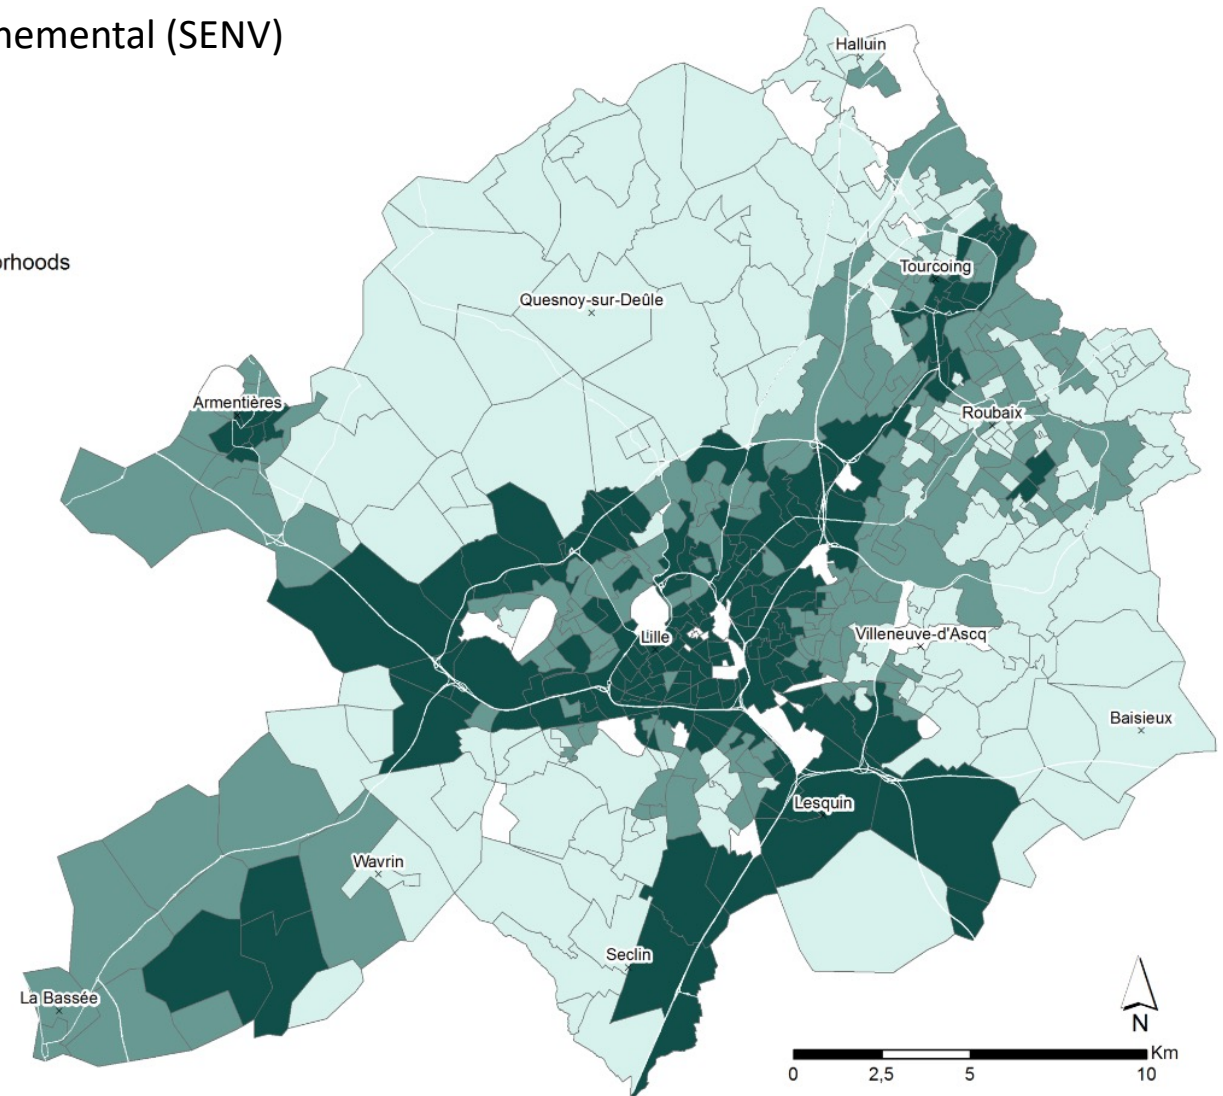 nemental (SENV)
Halluin
orhoods
Tourcoing
Quesnoy-sur-Deûle
Armentières
Roubaix
Lille
Villeneuve-d'Ascq
Baisieux
Lesquin
Wavrin
Seclin
La Bassée
N
Km
0 2,5 5 10